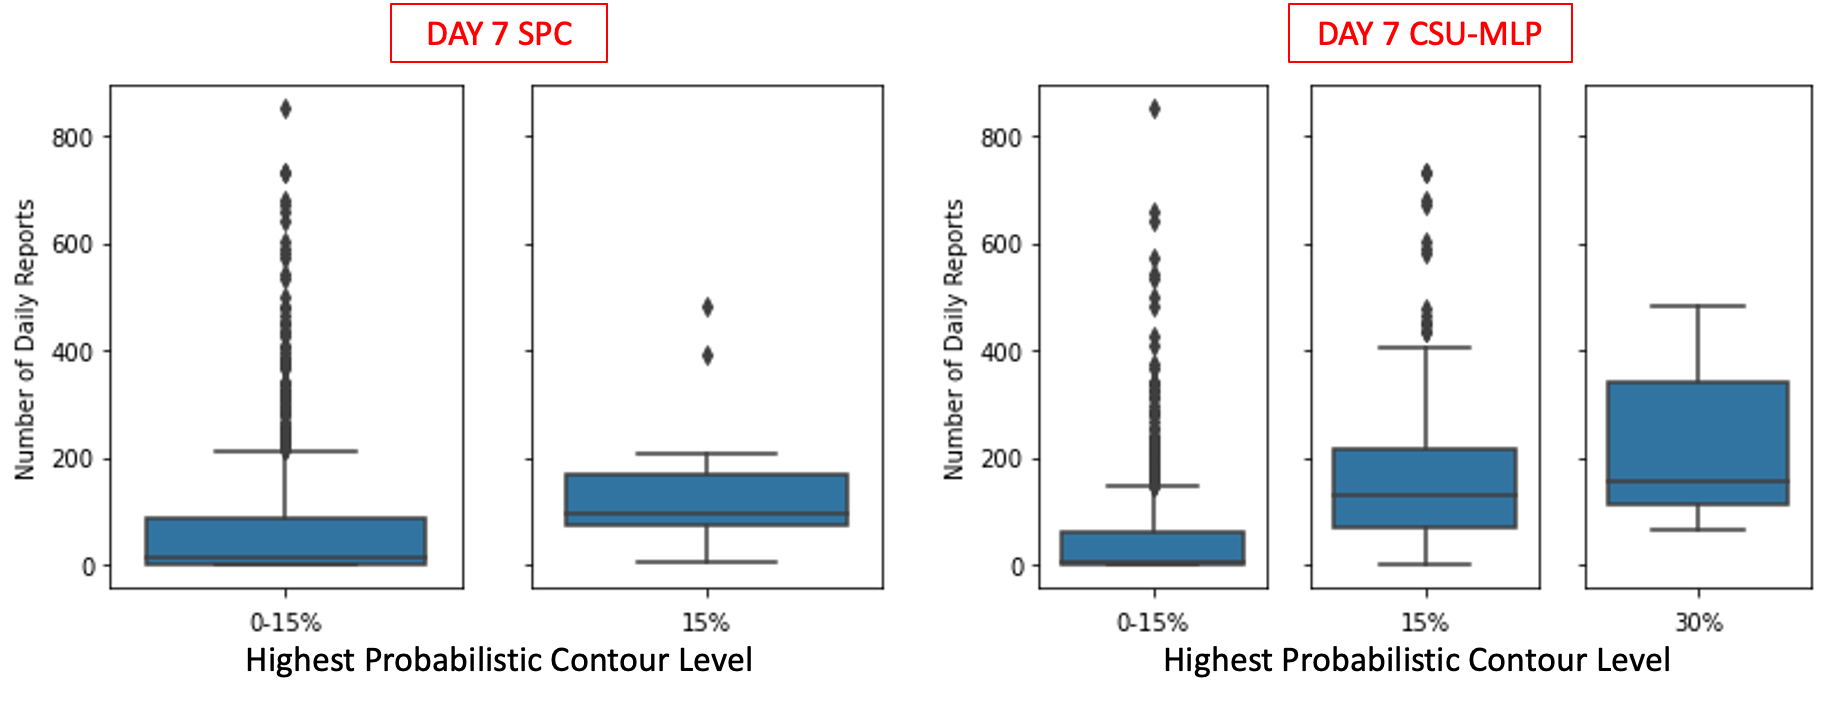 DAY 7 SPC
DAY 7 CSU-MLP
Number of Daily Reports
800
600
400
200
0
0-15%
15%
Highest Probabilistic Contour Level
Number of Daily Reports
800
600
400
200
0
0-15%
15%
30%
Highest Probabilistic Contour Level